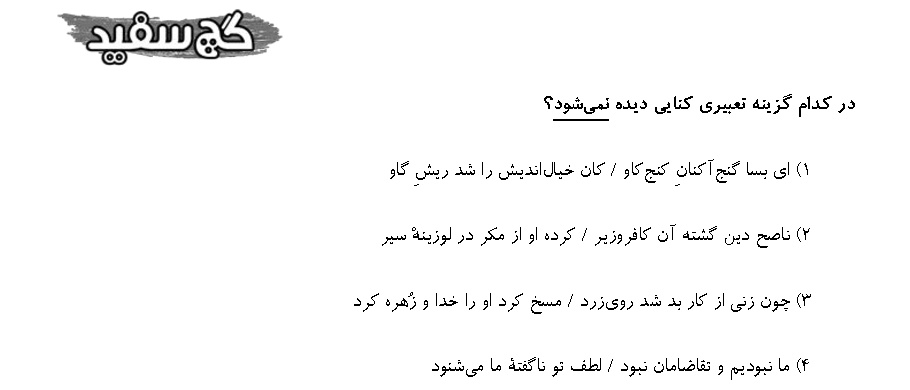 گچ سفید
در کدام گزینه تعبیری کنایی دیده نمی‌شود؟
۱) ای بسا گنج‌آکنانِ کنج‌کاو / کان خیال‌اندیش را شد ریشِ گاو
۲) ناصح دین گشته آن کافروزیر / کرده او از مکر در لوزینهٔ سیر
۳) چون زنی از کار بد شد روی‌زرد / مسخ کرد او را خدا و زُهره کرد
۴) ما نبودیم و تقاضامان نبود / لطف تو ناگفتهٔ ما می‌شنود